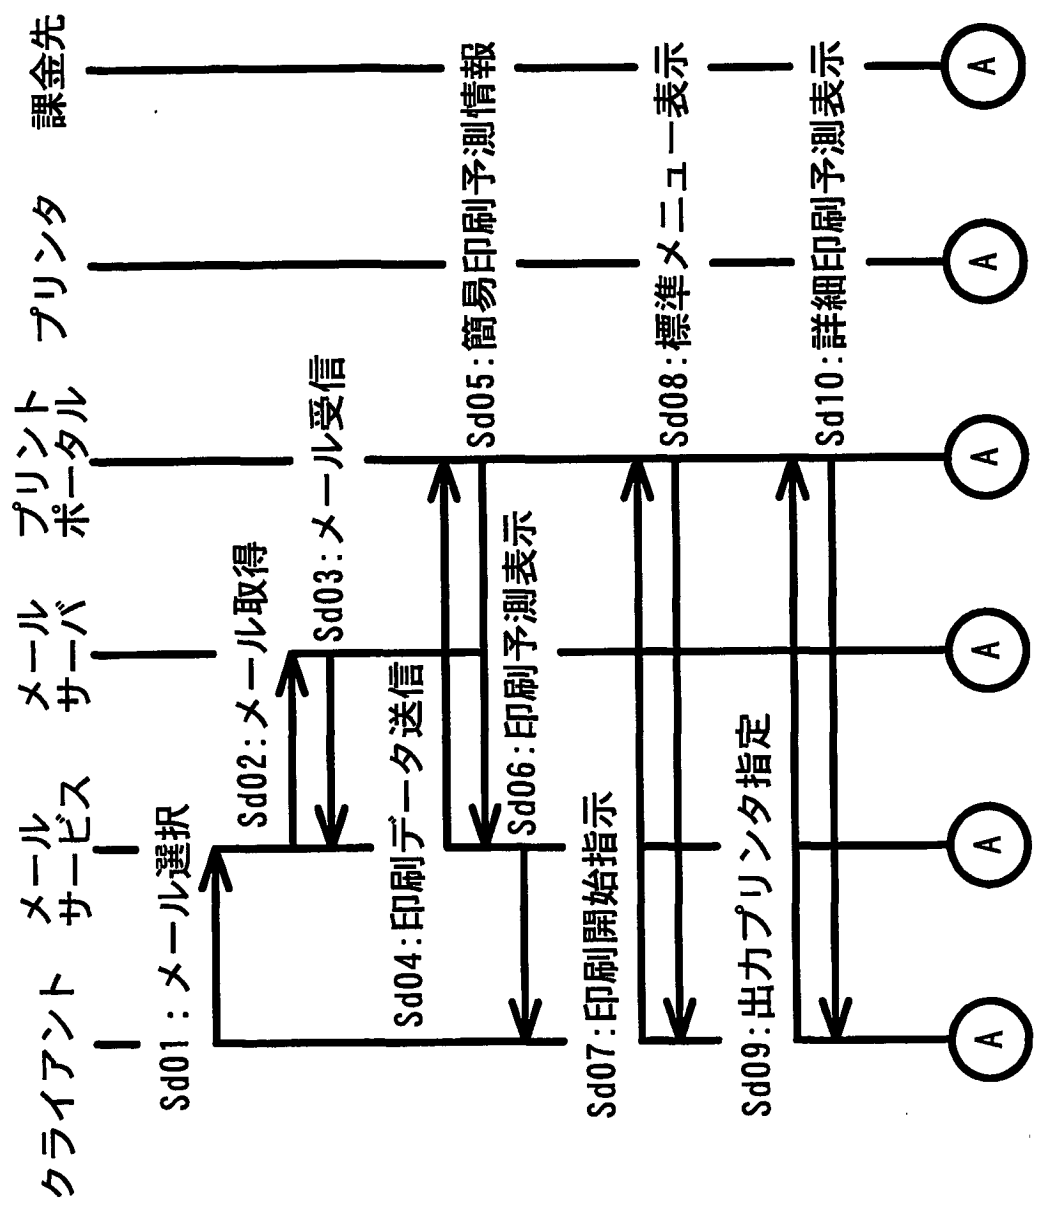 クライアント
メール
サービス
メール
サーバ
プリント
ポータル
プリンタ
課金先
Sd01：メール選択
Sd02:メール取得
Sd03:メール受信
Sd04:印刷データ送信
Sd05:簡易印刷予測情報
Sd06:印刷予測表示
Sd07:印刷開始指示
Sd08:標準メニュー表示
Sd09:出力プリンタ指定
Sd10:詳細印刷予測表示
A
A
A
A
A
A